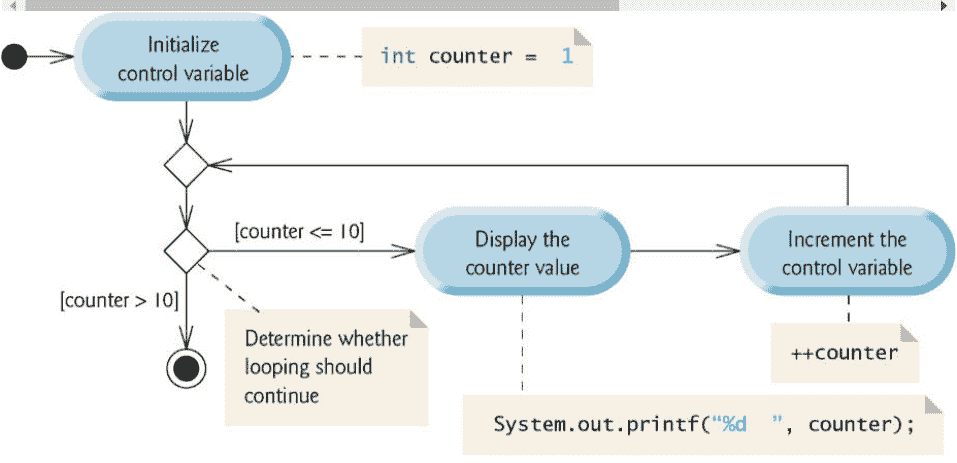 Initialize
control variable
int counter =  1
[counter <= 10]
Display the
counter value
Increment the
control variable
[counter > 10]
Determine whether
looping should
continue
++counter
System.out.printf(“%d  ”, counter);